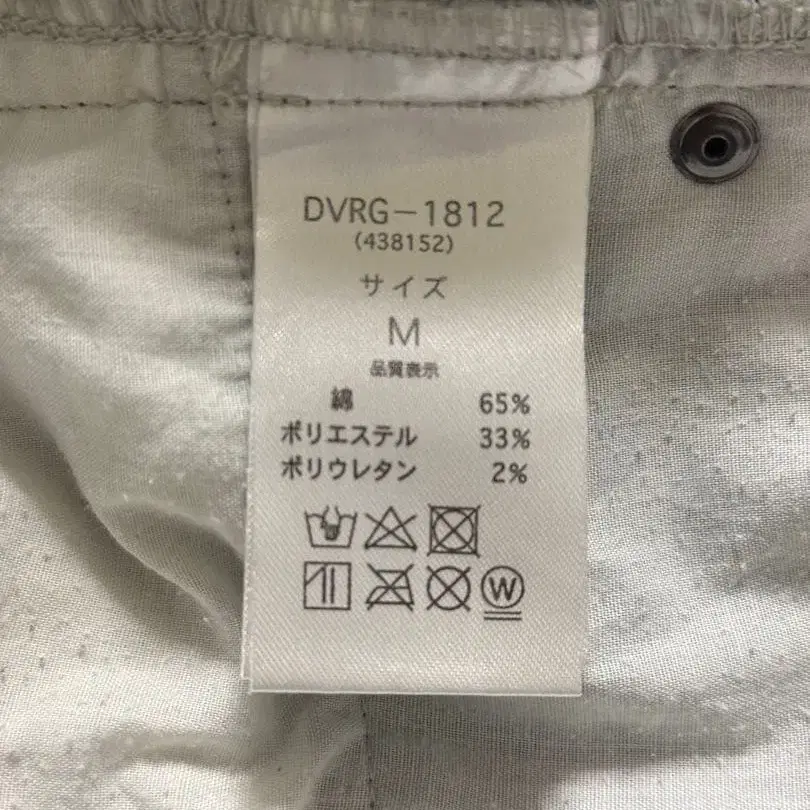 DVRG-1812
(438152)
サイズ
M
品質表示
綿 65%
ポリエステル 33%
ポリウレタン 2%
W